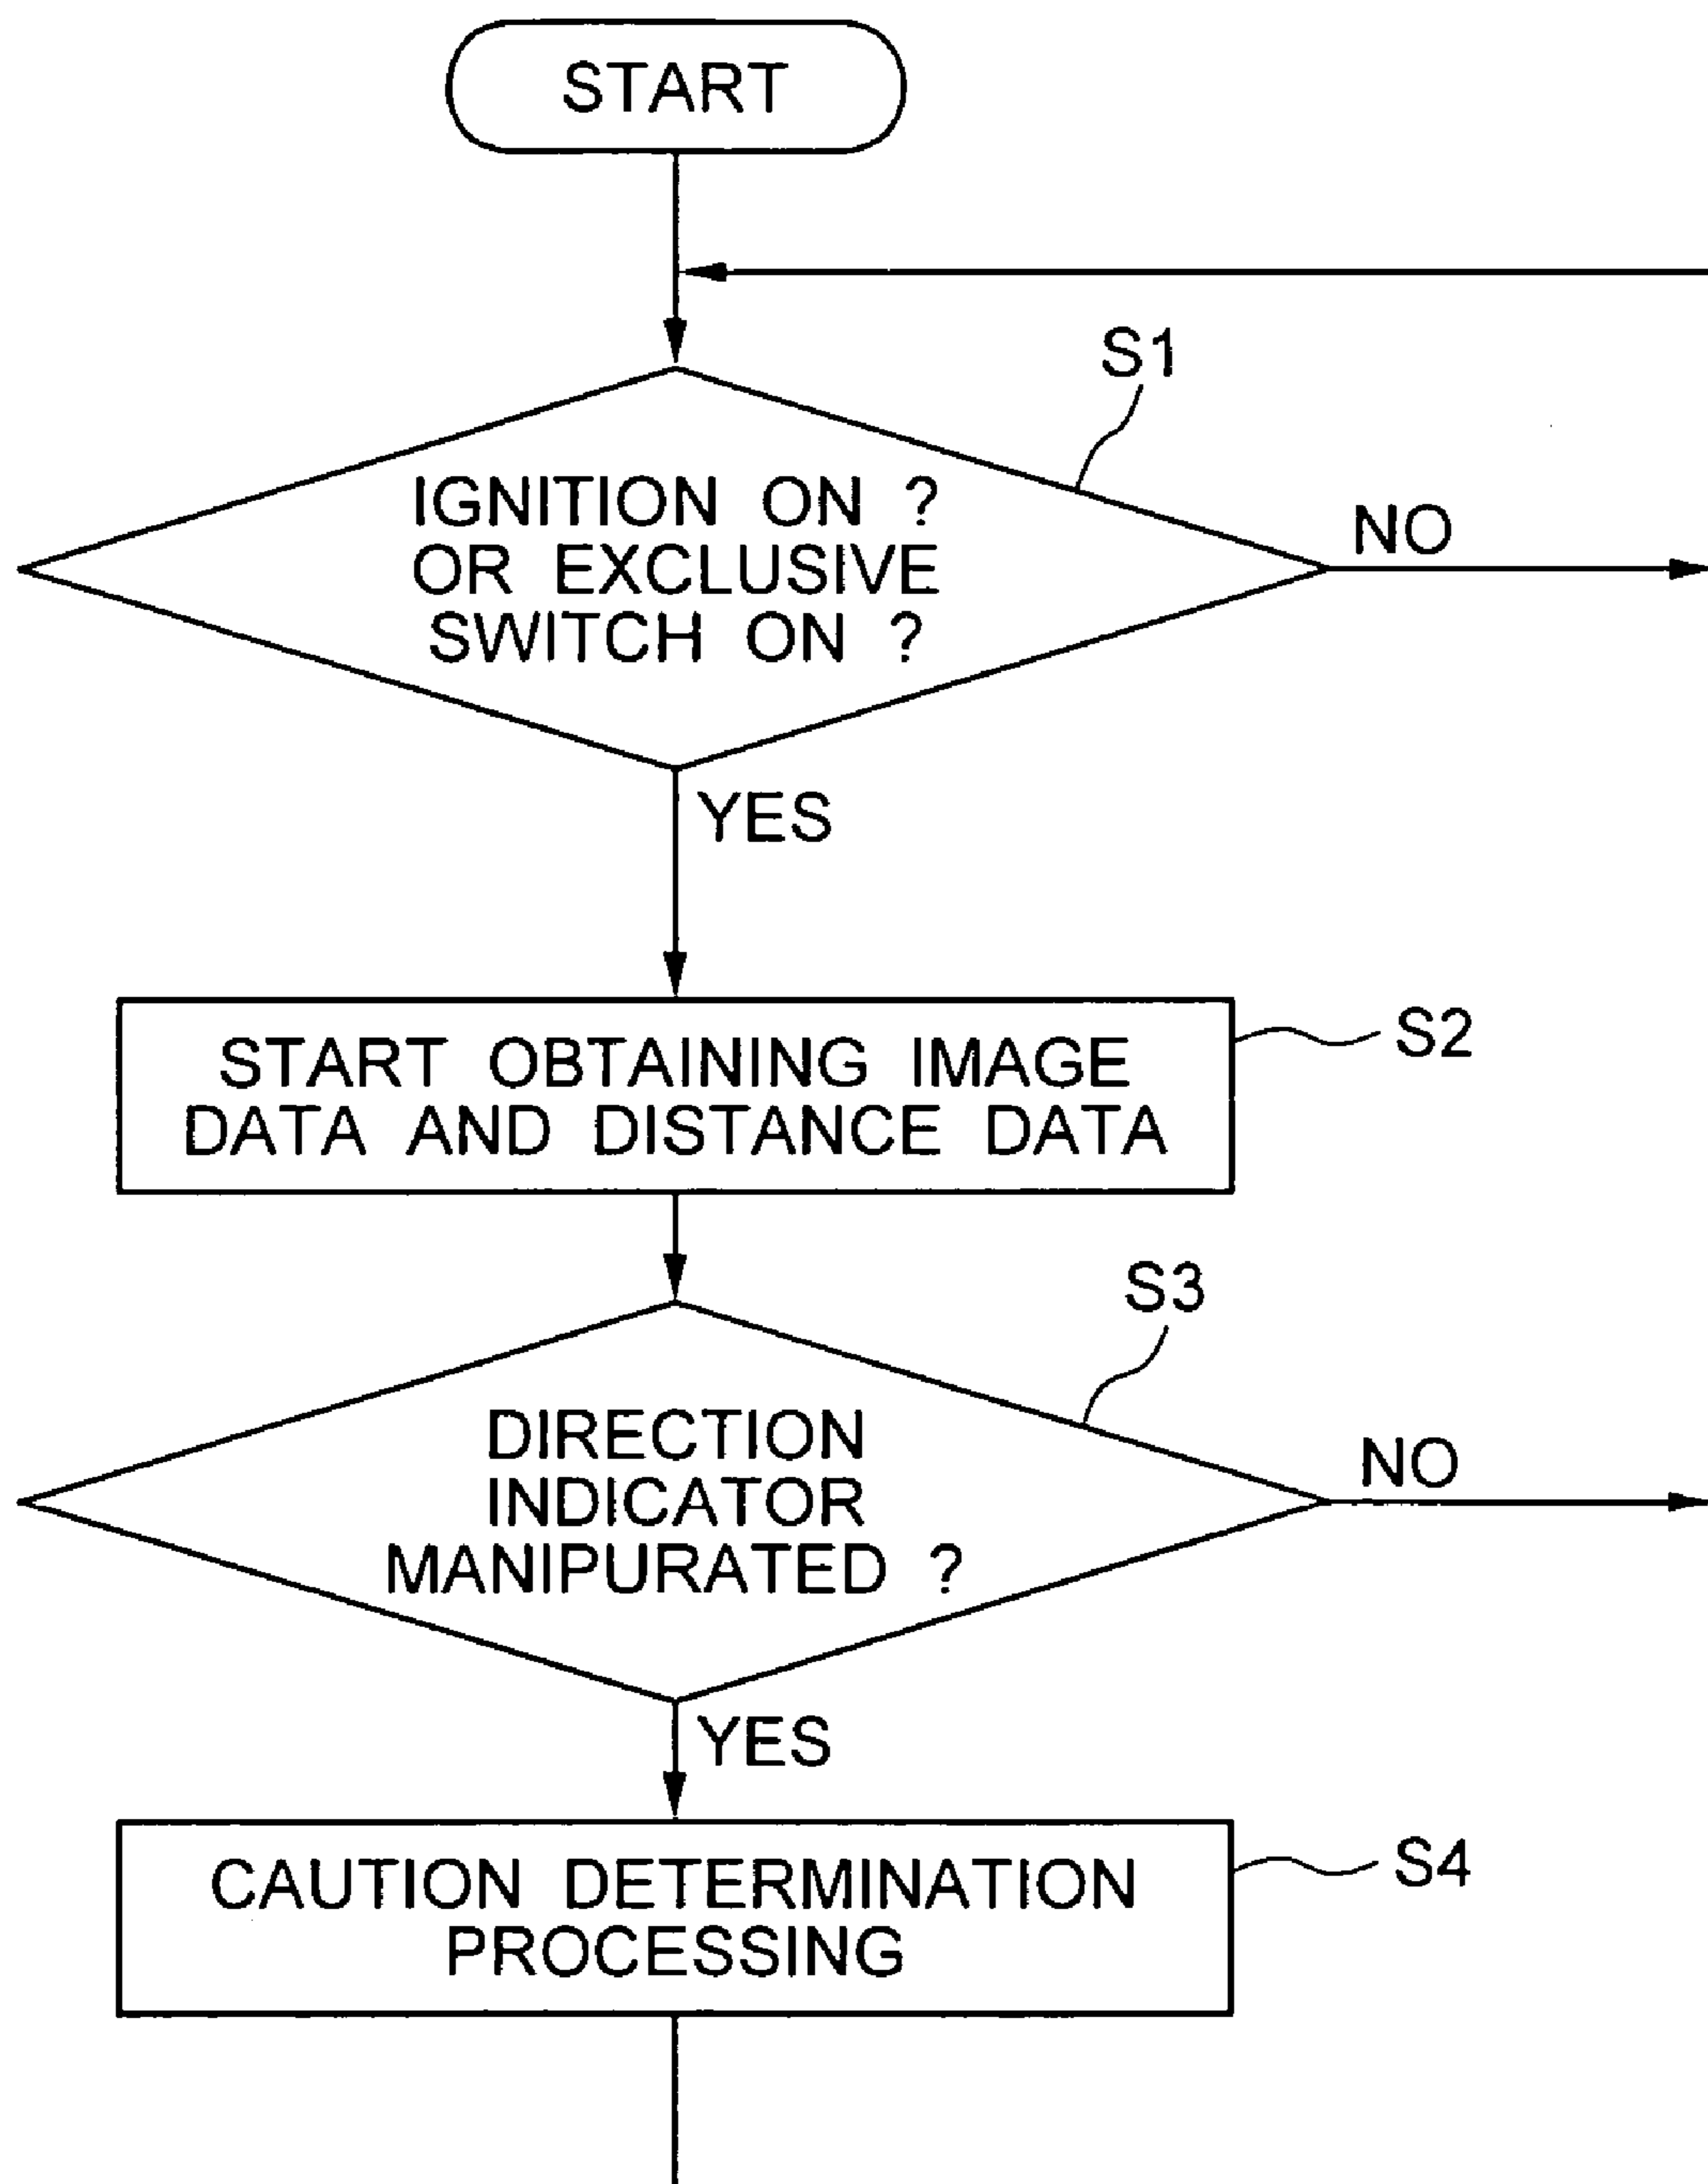 START
S1
IGNITION ON ?
OR EXCLUSIVE
SWITCH ON ?
NO
YES
START OBTAINING IMAGE
DATA AND DISTANCE DATA
S2
S3
DIRECTION
INDICATOR
MANIPURATED ?
NO
YES
CAUTION DETERMINATION
PROCESSING
S4